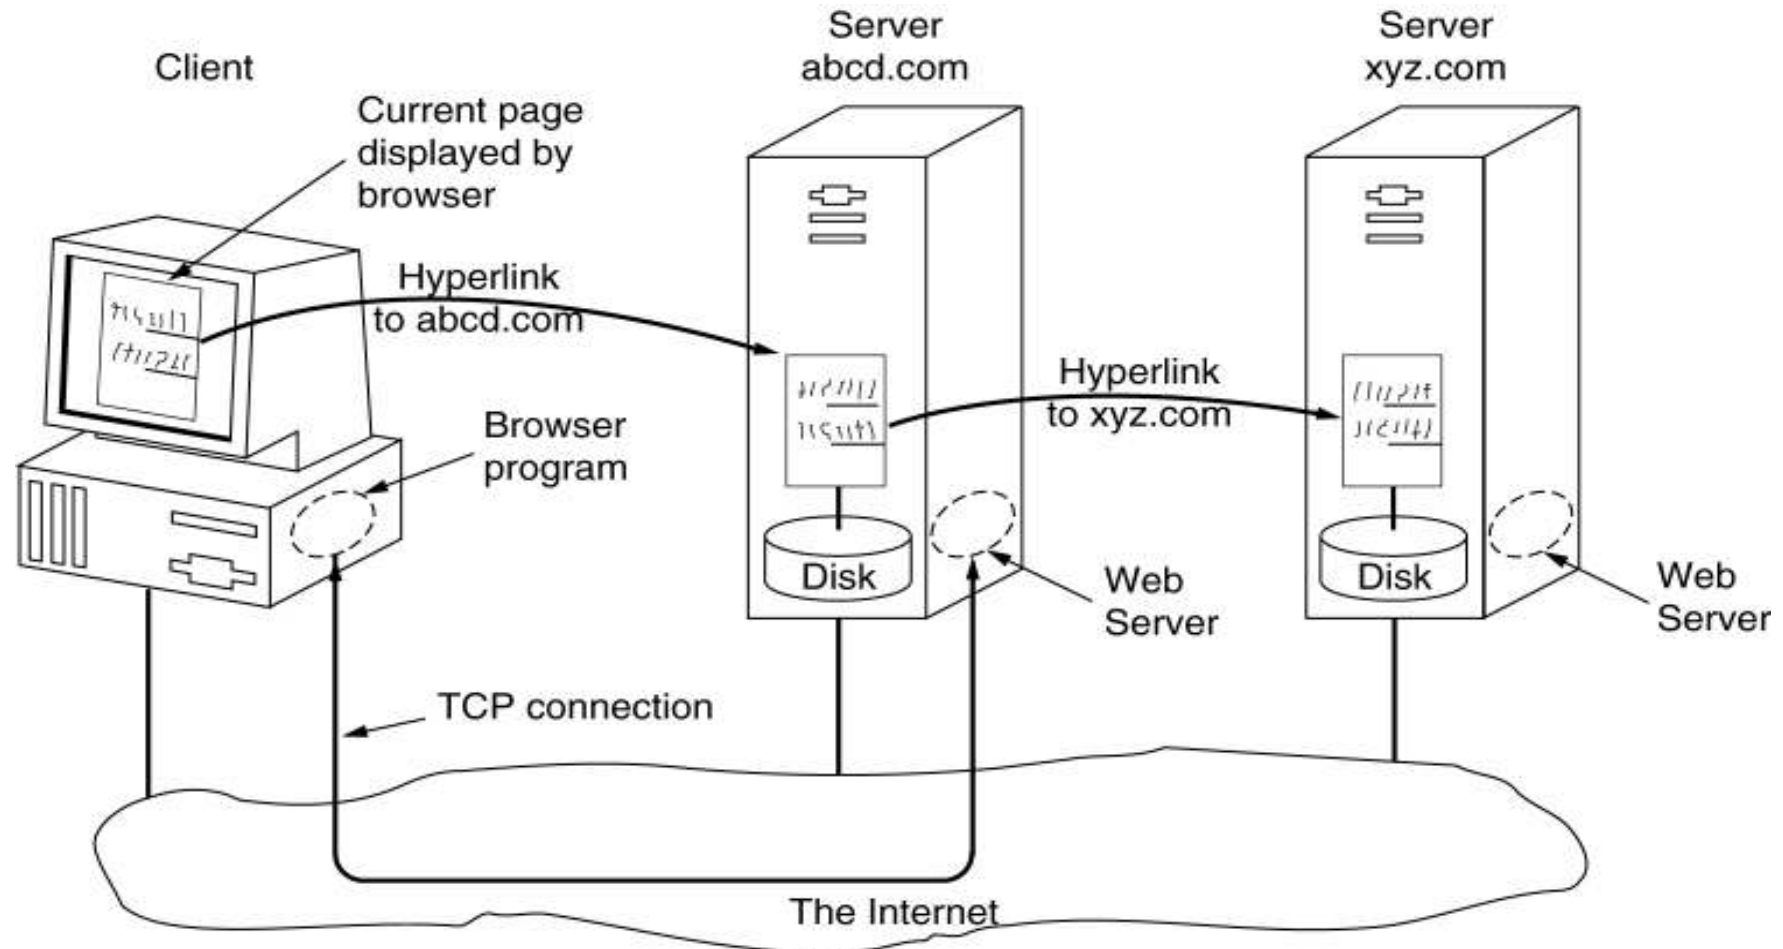 Client
Server
abcd.com
Server
xyz.com
Current page
displayed by
browser
Hyperlink
to abcd.com
Hyperlink
to xyz.com
Browser
program
Disk
Web
Server
Disk
Web
Server
TCP connection
The Internet